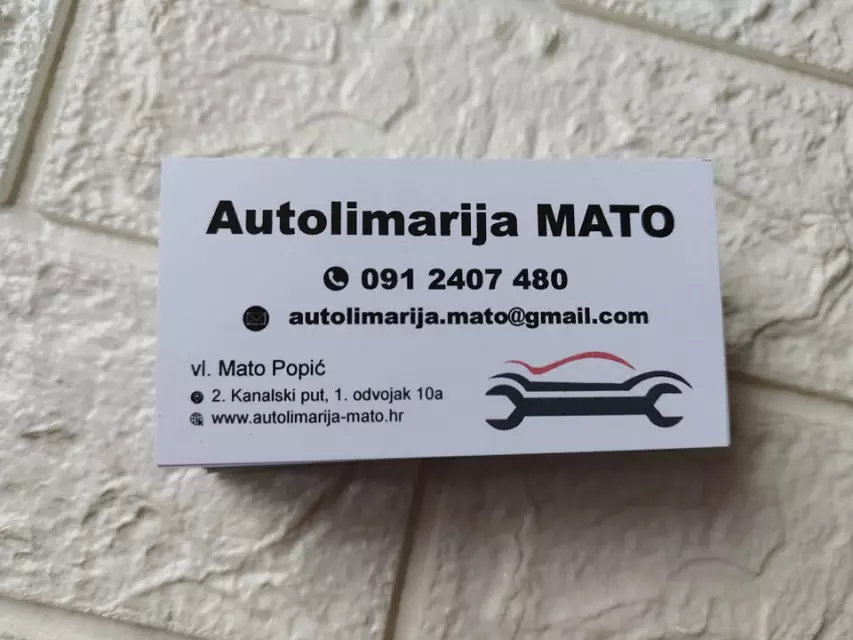 Autolimarija MATO
091 2407 480
autolimarija.mato@gmail.com
vl. Mato Popić
2. Kanalski put, 1. odvojak 10a
www.autolimarija-mato.hr